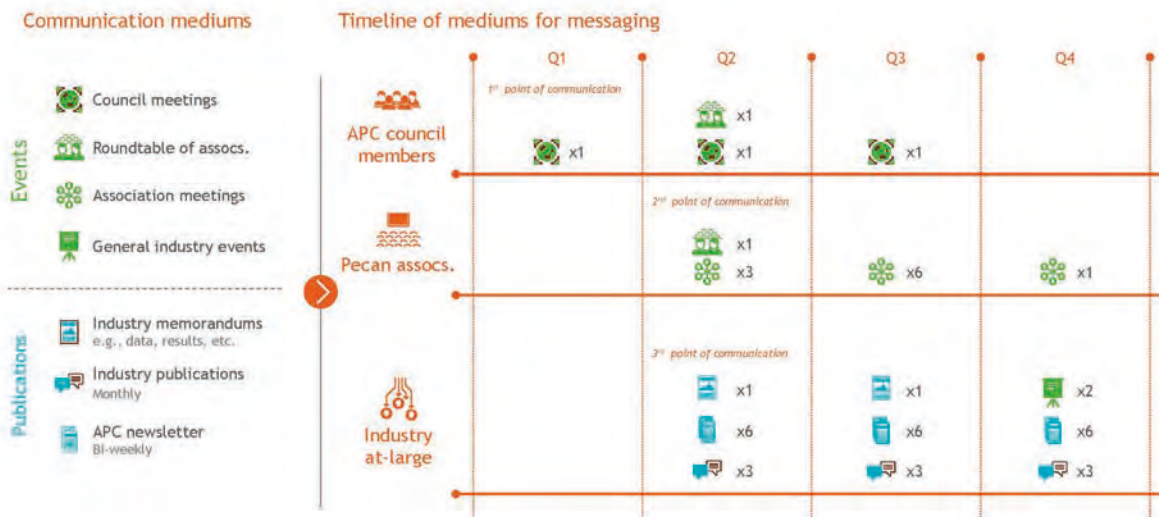 Communication mediums
Timeline of mediums for messaging
Events
Council meetings
Roundtable of assocs.
Association meetings
General industry events
Publications
Industry memorandums
e.g., data, results, etc.
Industry publications
Monthly
APC newsletter
Bi-weekly
Q1
Q2
Q3
Q4
APC council
members
1st point of communication
x1
x1
x1
x1
Pecan assocs.
2nd point of communication
x1
x3
x6
x1
Industry
at-large
3rd point of communication
x1
x1
x2
x6
x6
x6
x3
x3
x3